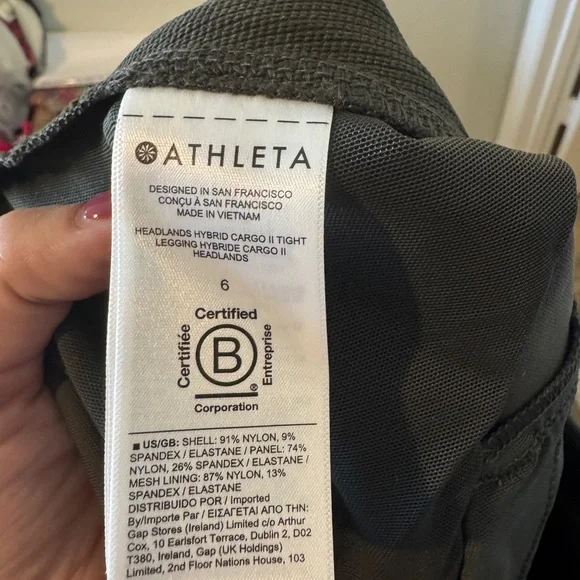 ATHLETA
DESIGNED IN SAN FRANCISCO
CONÇU À SAN FRANCISCO
MADE IN VIETNAM
HEADLANDS HYBRID CARGO II TIGHT
LEGGING HYBRIDE CARGO II
HEADLANDS
6
Certified
Certifiée
B
Entreprise
®
Corporation
■ US/GB: SHELL: 91% NYLON, 9%
SPANDEX / ELASTANE / PANEL: 74%
NYLON, 26% SPANDEX / ELASTANE /
MESH LINING: 87% NYLON, 13%
SPANDEX / ELASTANE
DISTRIBUIDO POR / Imported
By/Importe Par / ΕΙΣΑΓΕΤΑΙ ΑΠΟ ΤΗΝ:
Gap Stores (Ireland) Limited c/o Arthur
Cox, 10 Earlsfort Terrace, Dublin 2, D02
T380, Ireland, Gap (UK Holdings)
Limited, 2nd Floor Nations House, 103